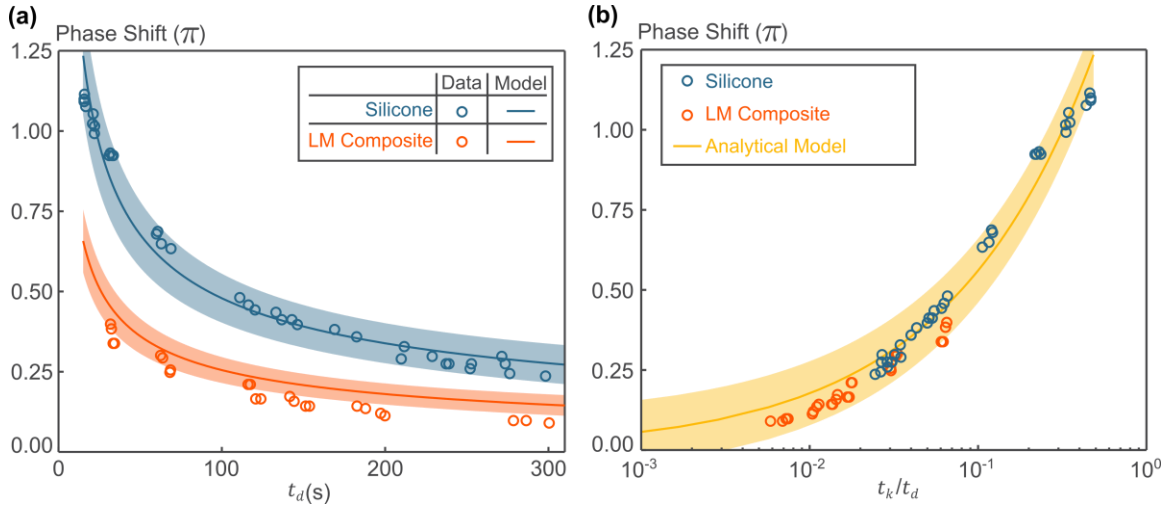 (a)
Phase Shift (π)
1.25
1.00
0.75
0.50
0.25
0.00
0 100 200 300
t_d(s)
Data Model
Silicone
LM Composite
(b)
Phase Shift (π)
1.25
1.00
0.75
0.50
0.25
0.00
10⁻³ 10⁻² 10⁻¹ 10⁰
t_k/t_d
Silicone
LM Composite
Analytical Model